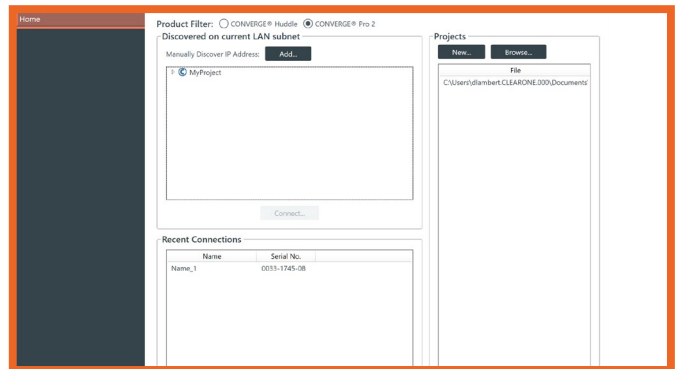 Home
Product Filter: CONVERGE® Huddle CONVERGE® Pro 2
Discovered on current LAN subnet
Manually Discover IP Address: Add...
MyProject
Connect...
Recent Connections
Name Serial No.
Name_1 0033-1745-08
Projects
New... Browse...
File
C:\Users\dlambert.CLEARONE.000\Documents\